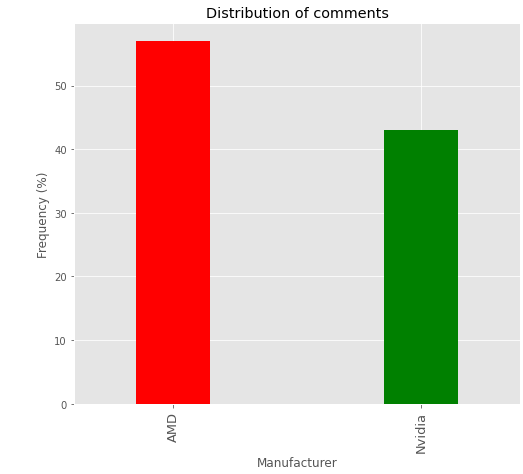 Distribution of comments
Frequency (%)
50
40
30
20
10
0
AMD
Nvidia
Manufacturer